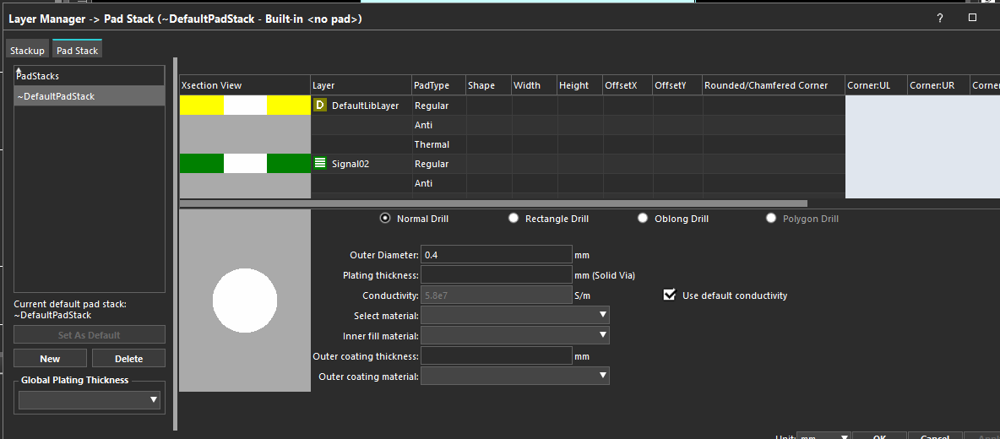 Layer Manager -> Pad Stack (~DefaultPadStack - Built-in <no pad>)
?
Stackup Pad Stack
PadStacks
~DefaultPadStack
Current default pad stack:
~DefaultPadStack
Set As Default
New Delete
Global Plating Thickness
Xsection View Layer PadType Shape Width Height OffsetX OffsetY Rounded/Chamfered Corner Corner:UL Corner:UR Corner
D DefaultLibLayer Regular
Anti
Thermal
Signal02 Regular
Anti
Normal Drill Rectangle Drill Oblong Drill Polygon Drill
Outer Diameter: 0.4 mm
Plating thickness: mm (Solid Via)
Conductivity: 5.8e7 S/m Use default conductivity
Select material:
Inner fill material:
Outer coating thickness: mm
Outer coating material:
Unit: mm OK Cancel Apply